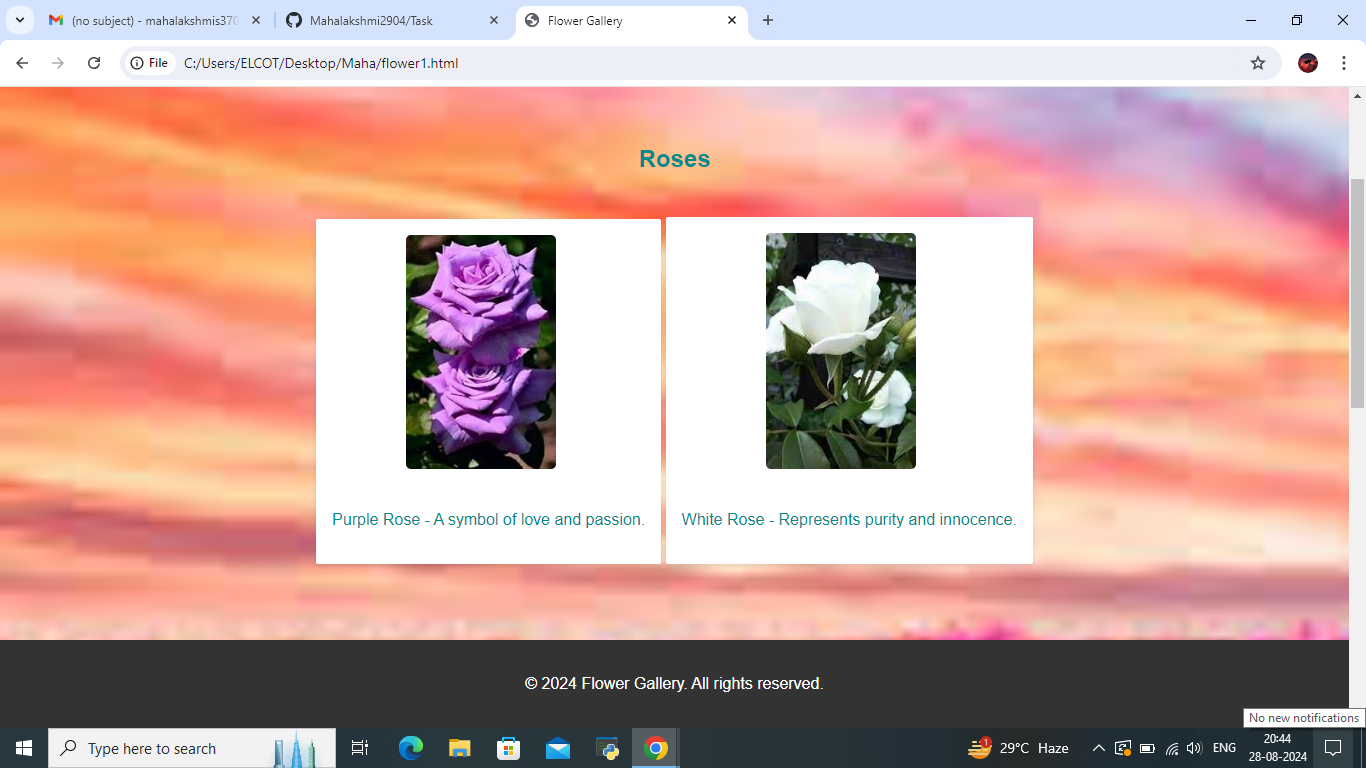 (no subject) - mahalakshmis370
Mahalakshmi2904/Task
Flower Gallery
File
C:/Users/ELCOT/Desktop/Maha/flower1.html
Roses
Purple Rose - A symbol of love and passion.
White Rose - Represents purity and innocence.
© 2024 Flower Gallery. All rights reserved.
No new notifications
Type here to search
1
29°C Haze
ENG
20:44
28-08-2024